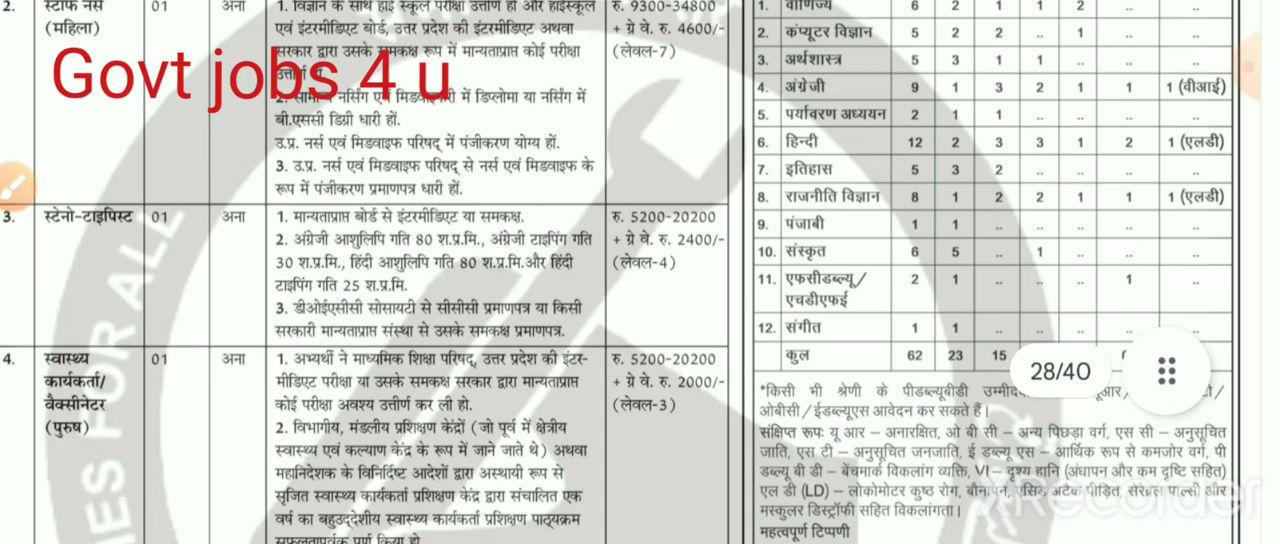 2. स्टाफ नर्स 01 अना 1. विज्ञान के साथ हाई स्कूल परीक्षा उत्तीर्ण हो और हाईस्कूल रु. 9300-34800
(महिला) एवं इंटरमीडिएट बोर्ड, उत्तर प्रदेश की इंटरमीडिएट अथवा + ग्रे वे. रु. 4600/-
सरकार द्वारा उसके समकक्ष रूप में मान्यताप्राप्त कोई परीक्षा (लेवल-7)
Govt jobs 4 u
उत्तीर्ण
2. नर्सिंग में डिप्लोमा या नर्सिंग में
बी.एससी डिग्री धारी हों.
उ.प्र. नर्स एवं मिडवाइफ परिषद् में पंजीकरण योग्य हों.
3. उ.प्र. नर्स एवं मिडवाइफ परिषद् से नर्स एवं मिडवाइफ के
रूप में पंजीकरण प्रमाणपत्र धारी हों.
3. स्टेनो-टाइपिस्ट 01 अना 1. मान्यताप्राप्त बोर्ड से इंटरमीडिएट या समकक्ष. रु. 5200-20200
2. अंग्रेजी आशुलिपि गति 80 श.प्र.मि., अंग्रेजी टाइपिंग गति + ग्रे वे. रु. 2400/-
30 श.प्र.मि., हिंदी आशुलिपि गति 80 श.प्र.मि.और हिंदी (लेवल-4)
टाइपिंग गति 25 श.प्र.मि.
3. डीओईएसीसी सोसायटी से सीसीसी प्रमाणपत्र या किसी
सरकारी मान्यताप्राप्त संस्था से उसके समकक्ष प्रमाणपत्र.
4. स्वास्थ्य 01 अना 1. अभ्यर्थी ने माध्यमिक शिक्षा परिषद्, उत्तर प्रदेश की इंटर- रु. 5200-20200
कार्यकर्ता/ मीडिएट परीक्षा या उसके समकक्ष सरकार द्वारा मान्यताप्राप्त + ग्रे वे. रु. 2000/-
वैक्सीनेटर कोई परीक्षा अवश्य उत्तीर्ण कर ली हो. (लेवल-3)
(पुरुष) 2. विभागीय, मंडलीय प्रशिक्षण केंद्रों (जो पूर्व में क्षेत्रीय
स्वास्थ्य एवं कल्याण केंद्र के रूप में जाने जाते थे) अथवा
महानिदेशक के विनिर्दिष्ट आदेशों द्वारा अस्थायी रूप से
सृजित स्वास्थ्य कार्यकर्ता प्रशिक्षण केंद्र द्वारा संचालित एक
वर्ष का बहुउद्देशीय स्वास्थ्य कार्यकर्ता प्रशिक्षण पाठ्यक्रम
सफलतापूर्वक पूर्ण किया हो
1. वाणिज्य 6 2 1 1 2 .. ..
2. कंप्यूटर विज्ञान 5 2 2 .. 1 .. ..
3. अर्थशास्त्र 5 3 1 1 .. .. ..
4. अंग्रेजी 9 1 3 2 1 1 1 (वीआई)
5. पर्यावरण अध्ययन 2 1 1 .. .. .. ..
6. हिन्दी 12 2 3 3 1 2 1 (एलडी)
7. इतिहास 5 3 2 .. .. .. ..
8. राजनीति विज्ञान 8 1 2 2 1 1 1 (एलडी)
9. पंजाबी 1 1 .. .. .. .. ..
10. संस्कृत 6 5 .. 1 .. .. ..
11. एफसीडब्ल्यू/ 2 1 .. .. .. 1 ..
एचडीएफई
12. संगीत 1 1 .. .. .. .. ..
कुल 62 23 15
28/40
*किसी भी श्रेणी के पीडब्ल्यूबीडी
ओबीसी/ईडब्ल्यूएस आवेदन कर सकते हैं।
संक्षिप्त रूपः यू आर – अनारक्षित, ओ बी सी – अन्य पिछड़ा वर्ग, एस सी – अनुसूचित
जाति, एस टी – अनुसूचित जनजाति, ई डब्ल्यू एस – आर्थिक रूप से कमजोर वर्ग, पी
डब्ल्यू बी डी – बेंचमार्क विकलांग व्यक्ति, VI – दृश्य हानि (अंधापन और कम दृष्टि सहित)
एल डी (LD) – लोकोमोटर कुष्ठ रोग, बौनापन, एसिड अटैक पीड़ित, सेरेब्रल पाल्सी और
मस्कुलर डिस्ट्रॉफी सहित विकलांगता।
महत्वपूर्ण टिप्पणी
XRecorder